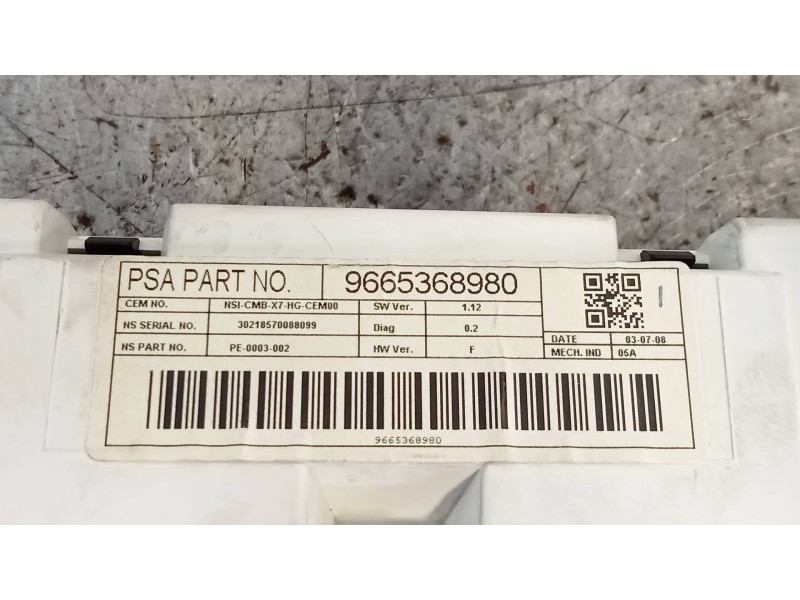 PSA PART NO. 9665368980
CEM NO. NSI-CMB-X7-HG-CEM00 SW Ver. 1.12
NS SERIAL NO. 30218570088099 Diag 0.2
NS PART NO. PE-0003-002 HW Ver. F
DATE 03-07-08
MECH. IND 05A
9665368980